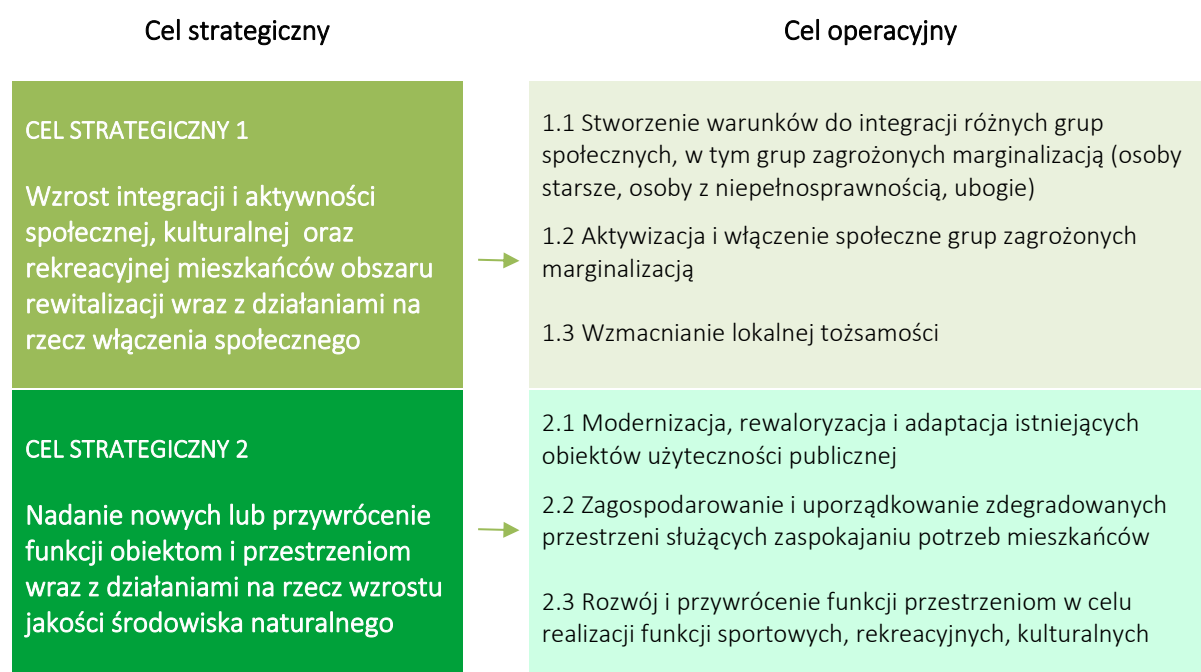 Cel strategiczny
Cel operacyjny
CEL STRATEGICZNY 1
Wzrost integracji i aktywności
społecznej, kulturalnej oraz
rekreacyjnej mieszkańców obszaru
rewitalizacji wraz z działaniami na
rzecz włączenia społecznego
1.1 Stworzenie warunków do integracji różnych grup
społecznych, w tym grup zagrożonych marginalizacją (osoby
starsze, osoby z niepełnosprawnością, ubogie)
1.2 Aktywizacja i włączenie społeczne grup zagrożonych
marginalizacją
1.3 Wzmacnianie lokalnej tożsamości
CEL STRATEGICZNY 2
Nadanie nowych lub przywrócenie
funkcji obiektom i przestrzeniom
wraz z działaniami na rzecz wzrostu
jakości środowiska naturalnego
2.1 Modernizacja, rewaloryzacja i adaptacja istniejących
obiektów użyteczności publicznej
2.2 Zagospodarowanie i uporządkowanie zdegradowanych
przestrzeni służących zaspokajaniu potrzeb mieszkańców
2.3 Rozwój i przywrócenie funkcji przestrzeniom w celu
realizacji funkcji sportowych, rekreacyjnych, kulturalnych